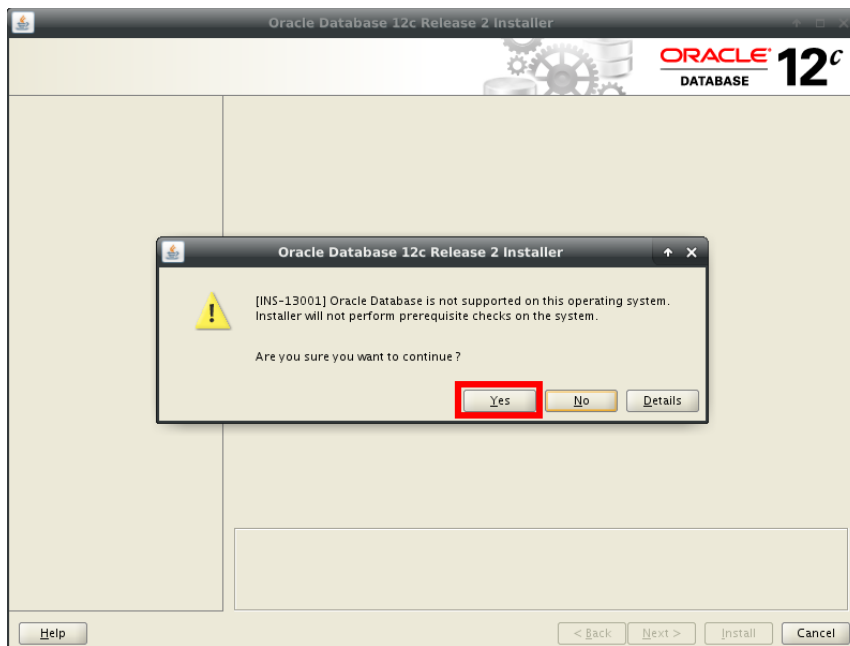 Oracle Database 12c Release 2 Installer
ORACLE
DATABASE
12c
Oracle Database 12c Release 2 Installer
[INS-13001] Oracle Database is not supported on this operating system.
Installer will not perform prerequisite checks on the system.
Are you sure you want to continue?
Yes No Details
Help < Back Next > Install Cancel